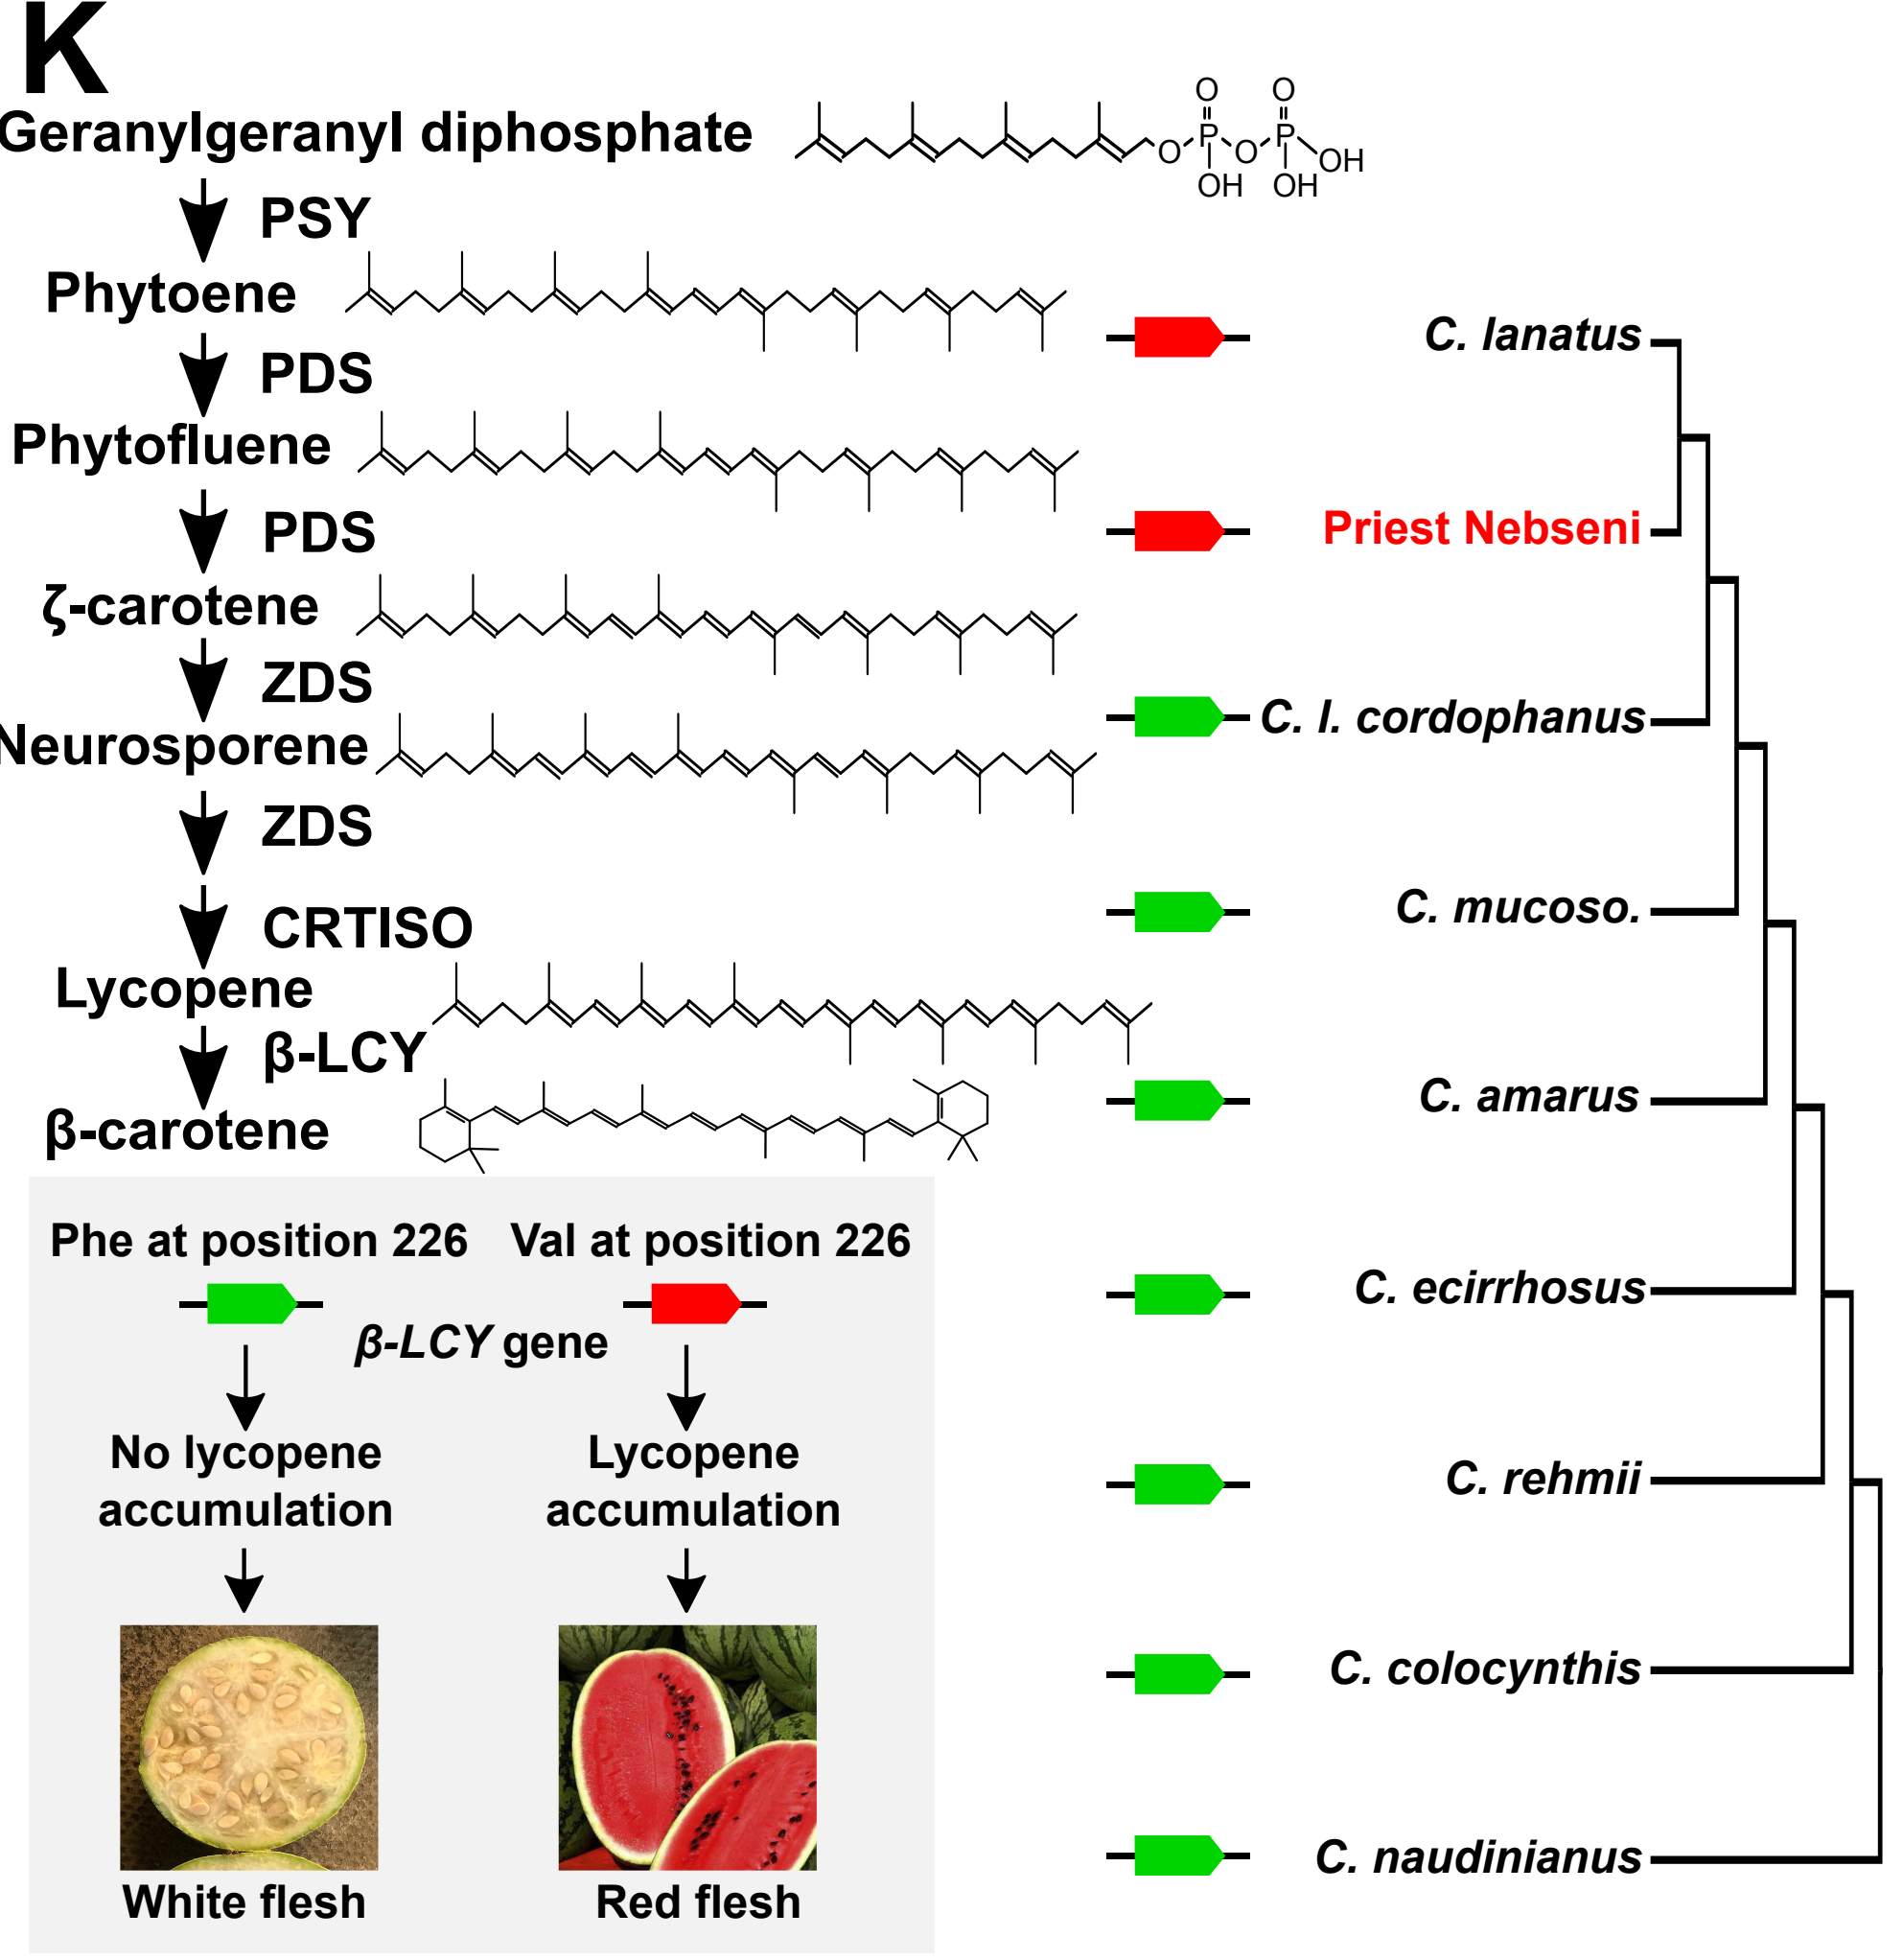 K
Geranylgeranyl diphosphate
O O
O P O P OH
OH OH
PSY
Phytoene
PDS
Phytofluene
PDS
ζ-carotene
ZDS
Neurosporene
ZDS
CRTISO
Lycopene
β-LCY
β-carotene
Phe at position 226
Val at position 226
β-LCY gene
No lycopene
accumulation
Lycopene
accumulation
White flesh
Red flesh
C. lanatus
Priest Nebseni
C. l. cordophanus
C. mucoso.
C. amarus
C. ecirrhosus
C. rehmii
C. colocynthis
C. naudinianus